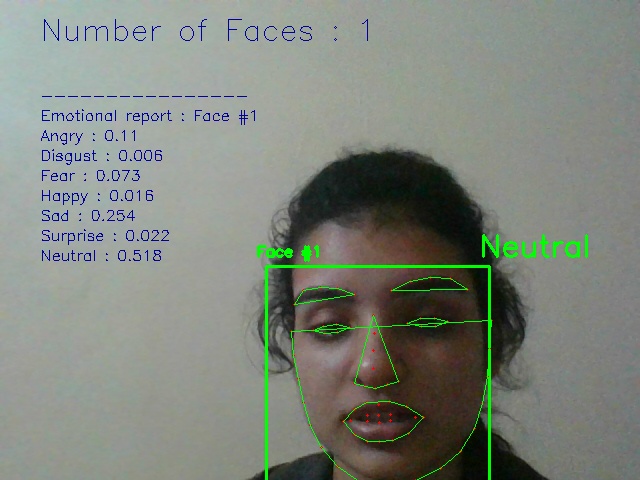 Number of Faces : 1
----------------
Emotional report : Face #1
Angry : 0.11
Disgust : 0.006
Fear : 0.073
Happy : 0.016
Sad : 0.254
Surprise : 0.022
Neutral : 0.518
Face #1
Neutral